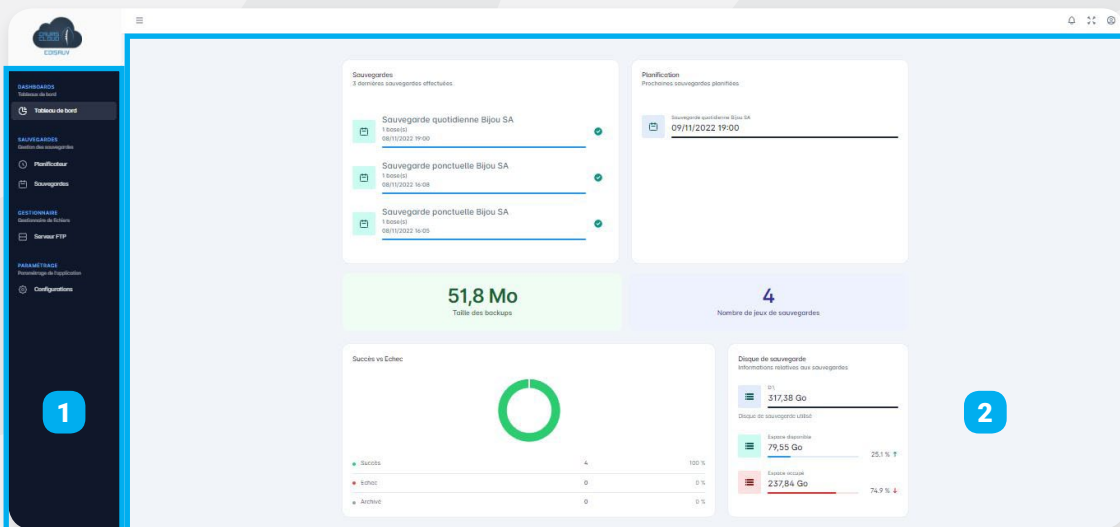 EDISAUV
DASHBOARDS
Tableaux de bord
Tableau de bord
SAUVEGARDES
Gestion des sauvegardes
Planificateur
Sauvegardes
GESTIONNAIRE
Gestionnaire de fichiers
Serveur FTP
PARAMÉTRAGE
Paramétrage de l'application
Configurations
1
Sauvegardes
3 dernières sauvegardes effectuées
Sauvegarde quotidienne Bijou SA
1 base(s)
08/11/2022 19:00
Sauvegarde ponctuelle Bijou SA
1 base(s)
08/11/2022 16:08
Sauvegarde ponctuelle Bijou SA
1 base(s)
08/11/2022 16:05
Planification
Prochaines sauvegardes planifiées
Sauvegarde quotidienne Bijou SA
09/11/2022 19:00
51,8 Mo
Taille des backups
4
Nombre de jeux de sauvegardes
Succès vs Echec
Succès 4 100 %
Echec 0 0 %
Archivé 0 0 %
Disque de sauvegarde
Informations relatives aux sauvegardes
317,38 Go
Disque de sauvegarde utilisé
Espace disponible
79,55 Go
25,1 %
Espace occupé
237,84 Go
74,9 %
2